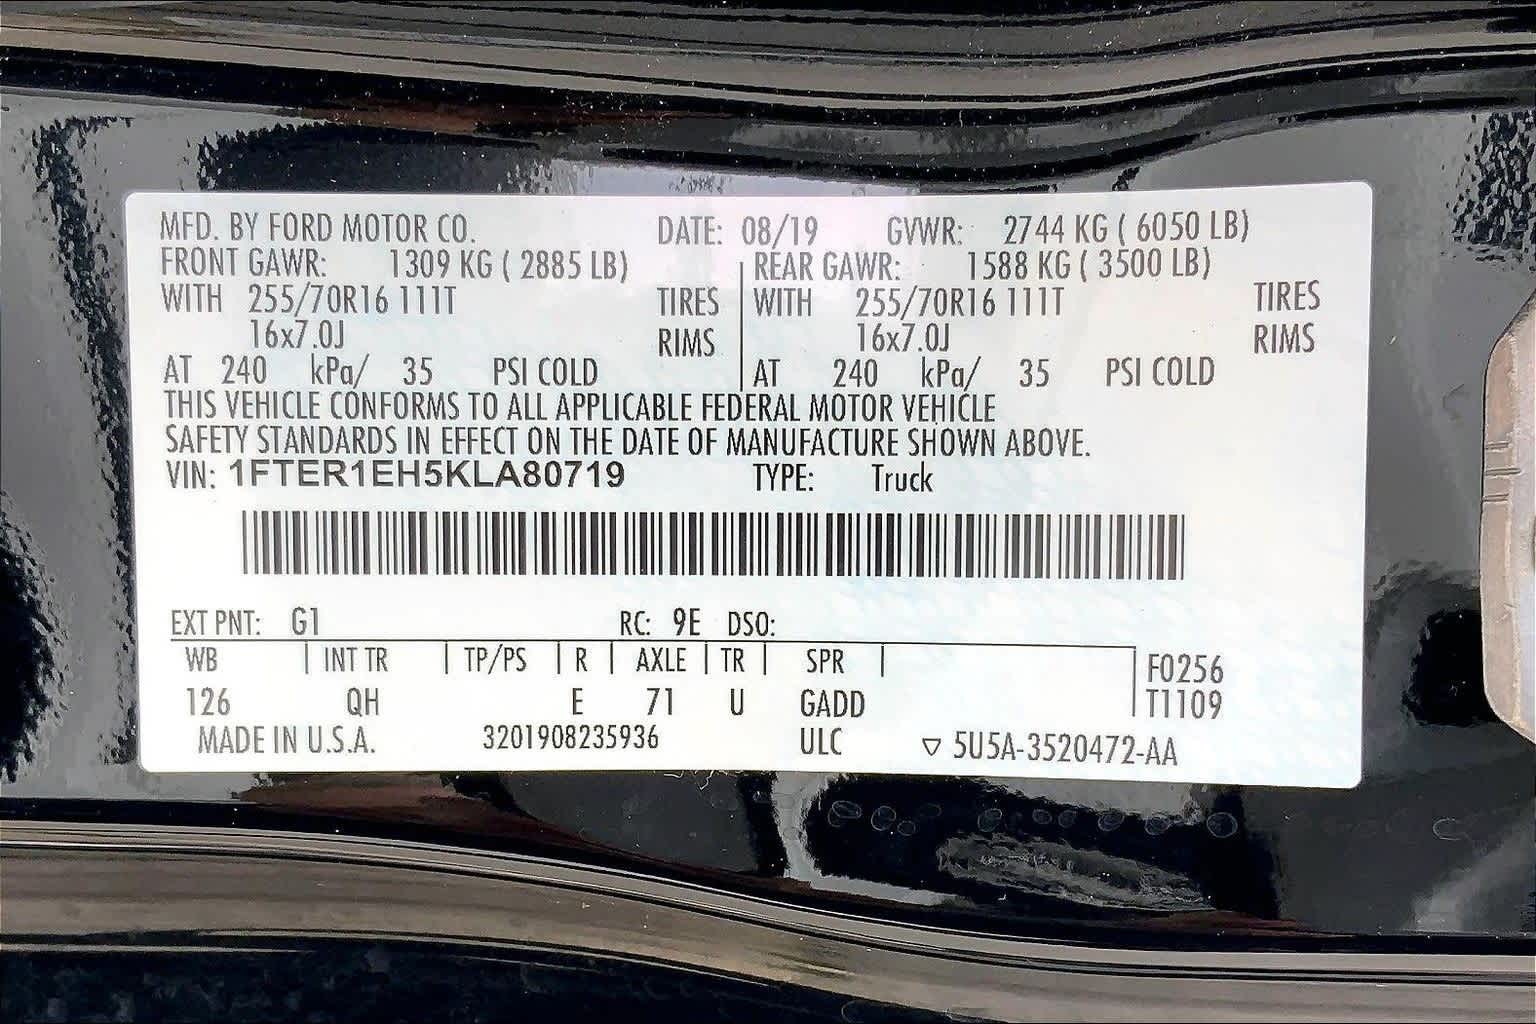 MFD. BY FORD MOTOR CO. DATE: 08/19 GVWR: 2744 KG ( 6050 LB)
FRONT GAWR: 1309 KG ( 2885 LB) REAR GAWR: 1588 KG ( 3500 LB)
WITH 255/70R16 111T TIRES WITH 255/70R16 111T TIRES
16x7.0J RIMS 16x7.0J RIMS
AT 240 kPa/ 35 PSI COLD AT 240 kPa/ 35 PSI COLD
THIS VEHICLE CONFORMS TO ALL APPLICABLE FEDERAL MOTOR VEHICLE
SAFETY STANDARDS IN EFFECT ON THE DATE OF MANUFACTURE SHOWN ABOVE.
VIN: 1FTER1EH5KLA80719 TYPE: Truck
EXT PNT: G1 RC: 9E DSO:
WB INT TR TP/PS R AXLE TR SPR F0256
126 QH E 71 U GADD T1109
MADE IN U.S.A. 3201908235936 ULC ▽ 5U5A-3520472-AA